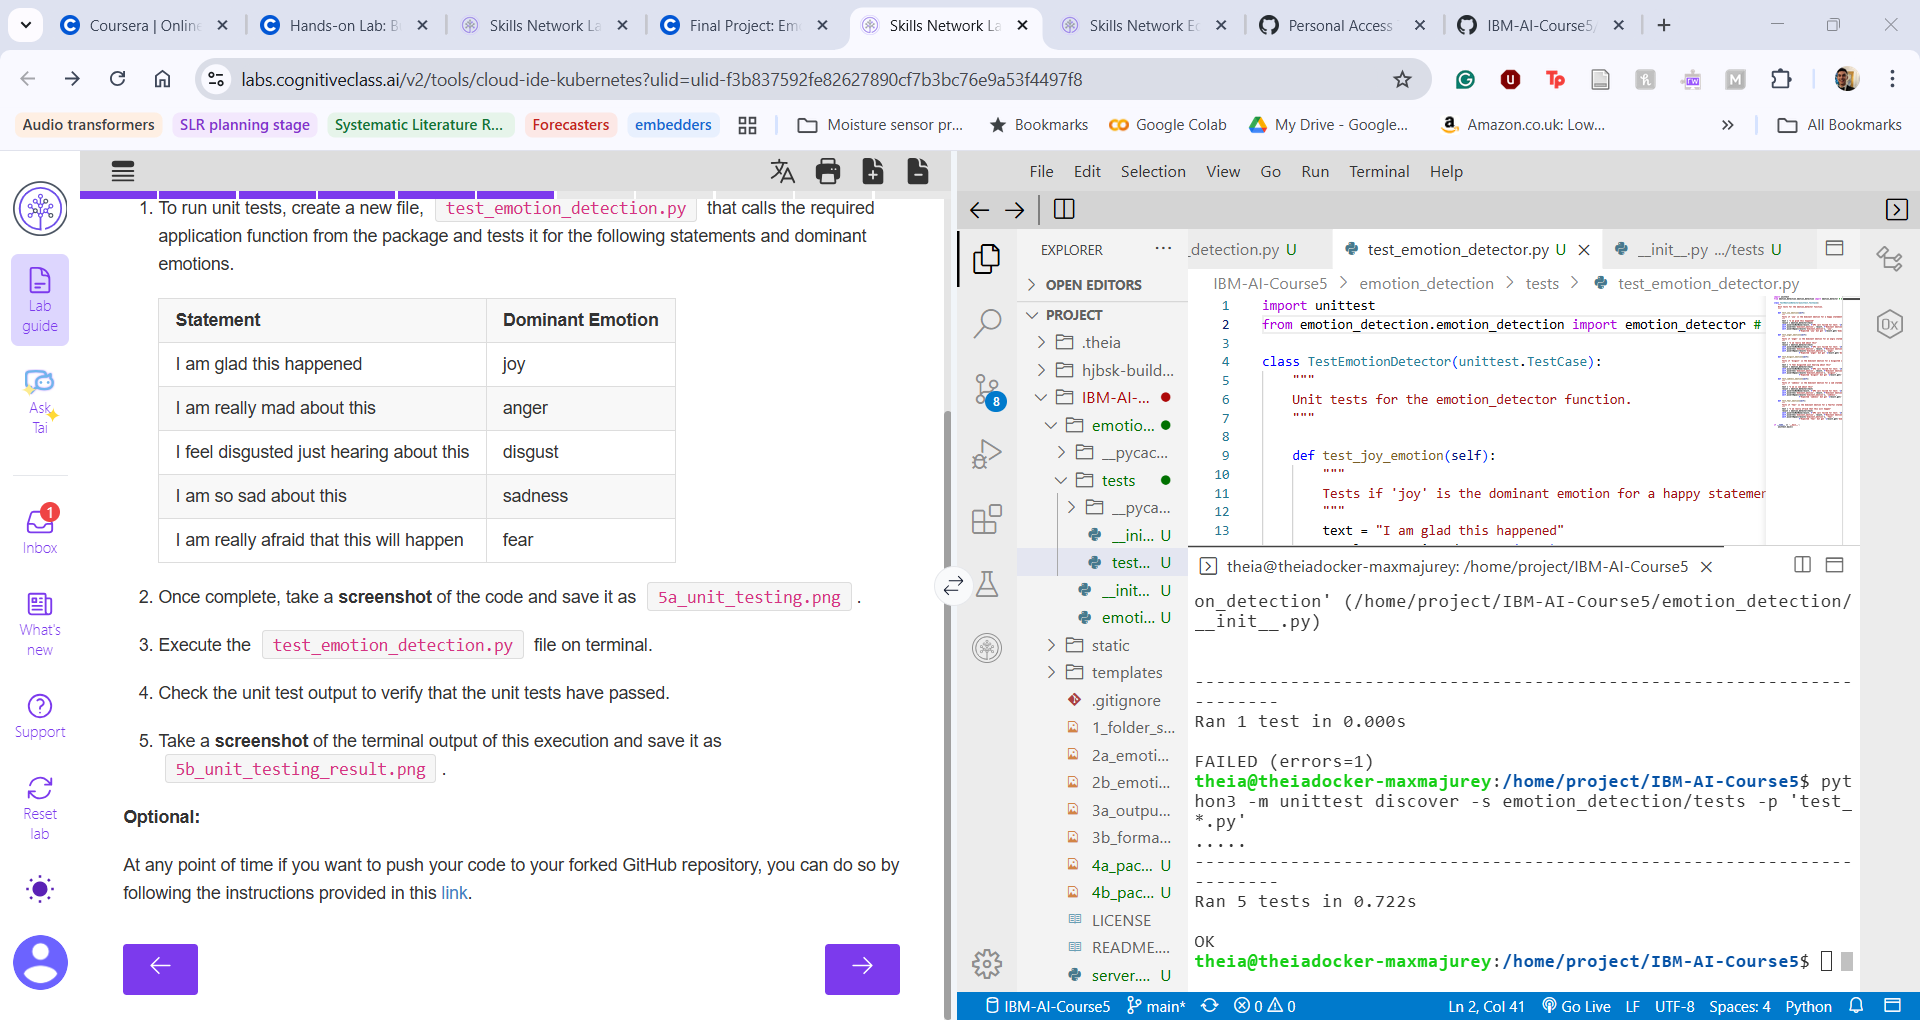 Coursera | Online
Hands-on Lab: B
Skills Network La
Final Project: Em
Skills Network La
Skills Network Ec
Personal Access
IBM-AI-Course5/
labs.cognitiveclass.ai/v2/tools/cloud-ide-kubernetes?ulid=ulid-f3b837592fe82627890cf7b3bc76e9a53f4497f8
Audio transformers
SLR planning stage
Systematic Literature R...
Forecasters
embedders
Moisture sensor pr...
Bookmarks
Google Colab
My Drive - Google...
Amazon.co.uk: Low...
All Bookmarks
Lab
guide
Ask
Tai
1
Inbox
What's
new
Support
Reset
lab
1. To run unit tests, create a new file, test_emotion_detection.py that calls the required
application function from the package and tests it for the following statements and dominant
emotions.
Statement Dominant Emotion
I am glad this happened joy
I am really mad about this anger
I feel disgusted just hearing about this disgust
I am so sad about this sadness
I am really afraid that this will happen fear
2. Once complete, take a screenshot of the code and save it as 5a_unit_testing.png .
3. Execute the test_emotion_detection.py file on terminal.
4. Check the unit test output to verify that the unit tests have passed.
5. Take a screenshot of the terminal output of this execution and save it as
5b_unit_testing_result.png .
Optional:
At any point of time if you want to push your code to your forked GitHub repository, you can do so by
following the instructions provided in this link.
File Edit Selection View Go Run Terminal Help
8
EXPLORER ...
OPEN EDITORS
PROJECT
.theia
hjbsk-build...
IBM-AI-...
emotio...
__pycac...
tests
__pyca...
__ini... U
test... U
__init... U
emoti... U
static
templates
.gitignore
1_folder_s...
2a_emoti...
2b_emoti...
3a_outpu...
3b_forma...
4a_pac... U
4b_pac... U
LICENSE
README....
server.... U
_detection.py U
test_emotion_detector.py U
__init__.py .../tests U
IBM-AI-Course5 > emotion_detection > tests > test_emotion_detector.py
1 import unittest
2 from emotion_detection.emotion_detection import emotion_detector #
3
4 class TestEmotionDetector(unittest.TestCase):
5 """
6 Unit tests for the emotion_detector function.
7 """
8
9 def test_joy_emotion(self):
10 """
11 Tests if 'joy' is the dominant emotion for a happy statemen
12 """
13 text = "I am glad this happened"
theia@theiadocker-maxmajurey: /home/project/IBM-AI-Course5
on_detection' (/home/project/IBM-AI-Course5/emotion_detection/
__init__.py)
----------------------------------------------------------------------
Ran 1 test in 0.000s
FAILED (errors=1)
theia@theiadocker-maxmajurey:/home/project/IBM-AI-Course5$ pyt
hon3 -m unittest discover -s emotion_detection/tests -p 'test_
*.py'
.....
----------------------------------------------------------------------
Ran 5 tests in 0.722s
OK
theia@theiadocker-maxmajurey:/home/project/IBM-AI-Course5$
IBM-AI-Course5 main* 0 0 Ln 2, Col 41 Go Live LF UTF-8 Spaces: 4 Python